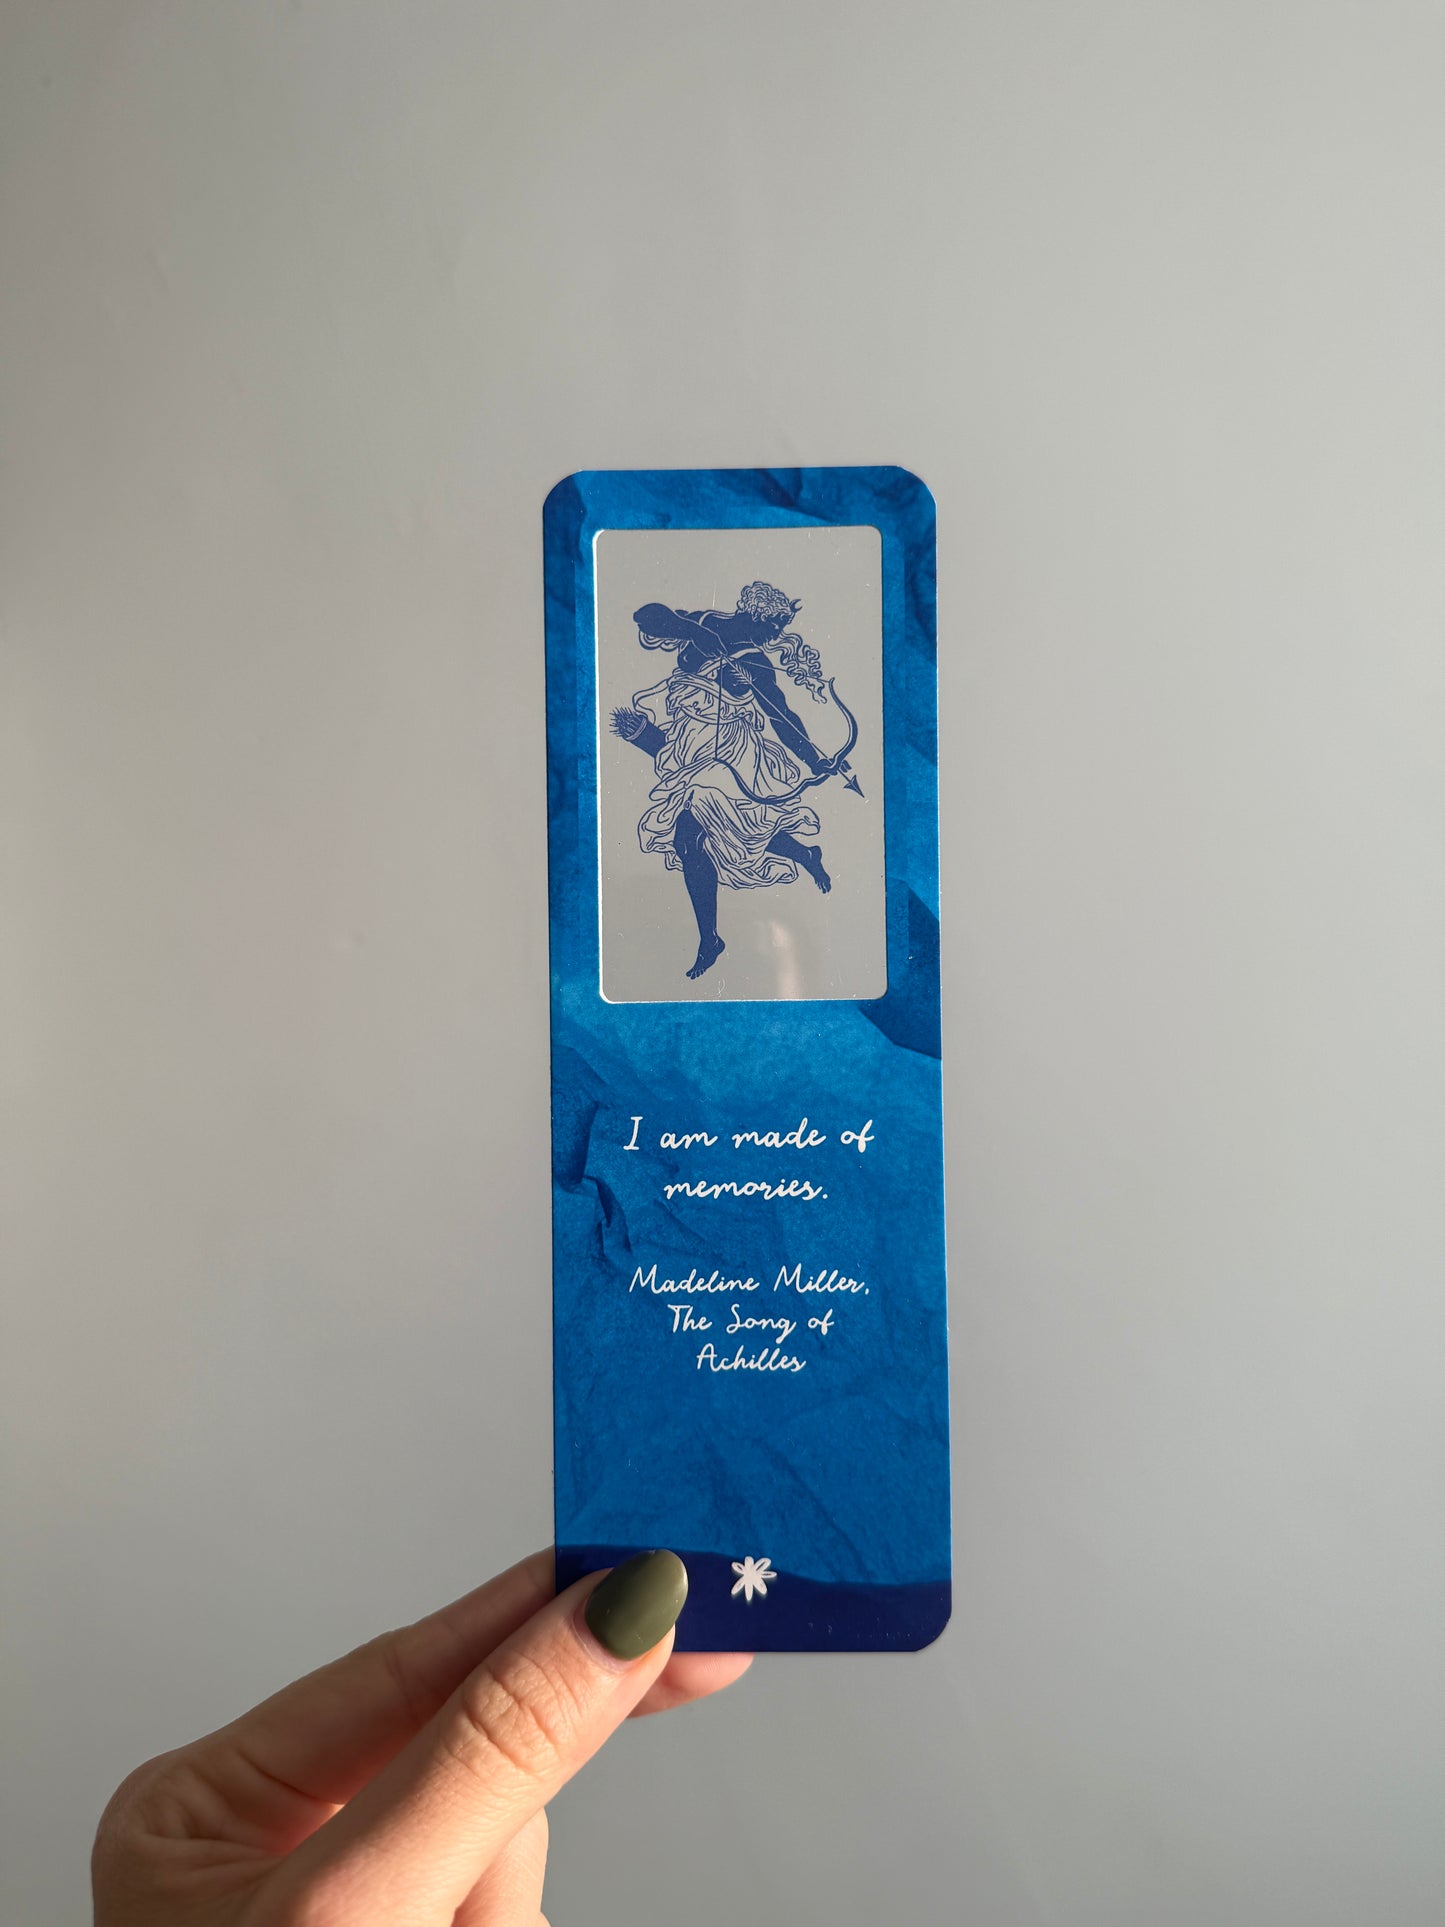 I am made of
memories.
Madeline Miller,
The Song of
Achilles